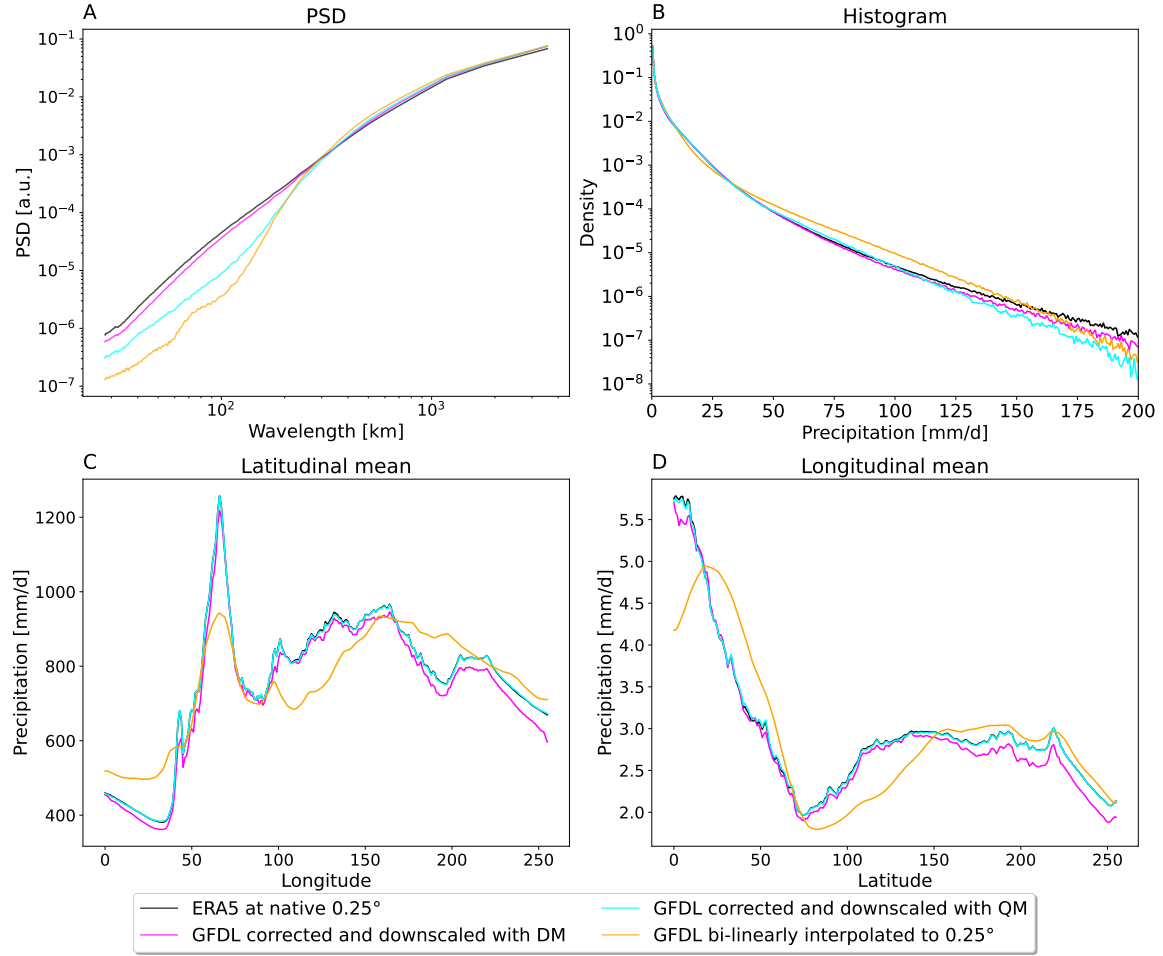 A
PSD
10⁻¹
10⁻²
10⁻³
10⁻⁴
10⁻⁵
10⁻⁶
10⁻⁷
PSD [a.u.]
10² 10³
Wavelength [km]
B
Histogram
10⁰
10⁻¹
10⁻²
10⁻³
10⁻⁴
10⁻⁵
10⁻⁶
10⁻⁷
10⁻⁸
Density
0 25 50 75 100 125 150 175 200
Precipitation [mm/d]
C
Latitudinal mean
1200
1000
800
600
400
Precipitation [mm/d]
0 50 100 150 200 250
Longitude
D
Longitudinal mean
5.5
5.0
4.5
4.0
3.5
3.0
2.5
2.0
Precipitation [mm/d]
0 50 100 150 200 250
Latitude
ERA5 at native 0.25°
GFDL corrected and downscaled with DM
GFDL corrected and downscaled with QM
GFDL bi-linearly interpolated to 0.25°